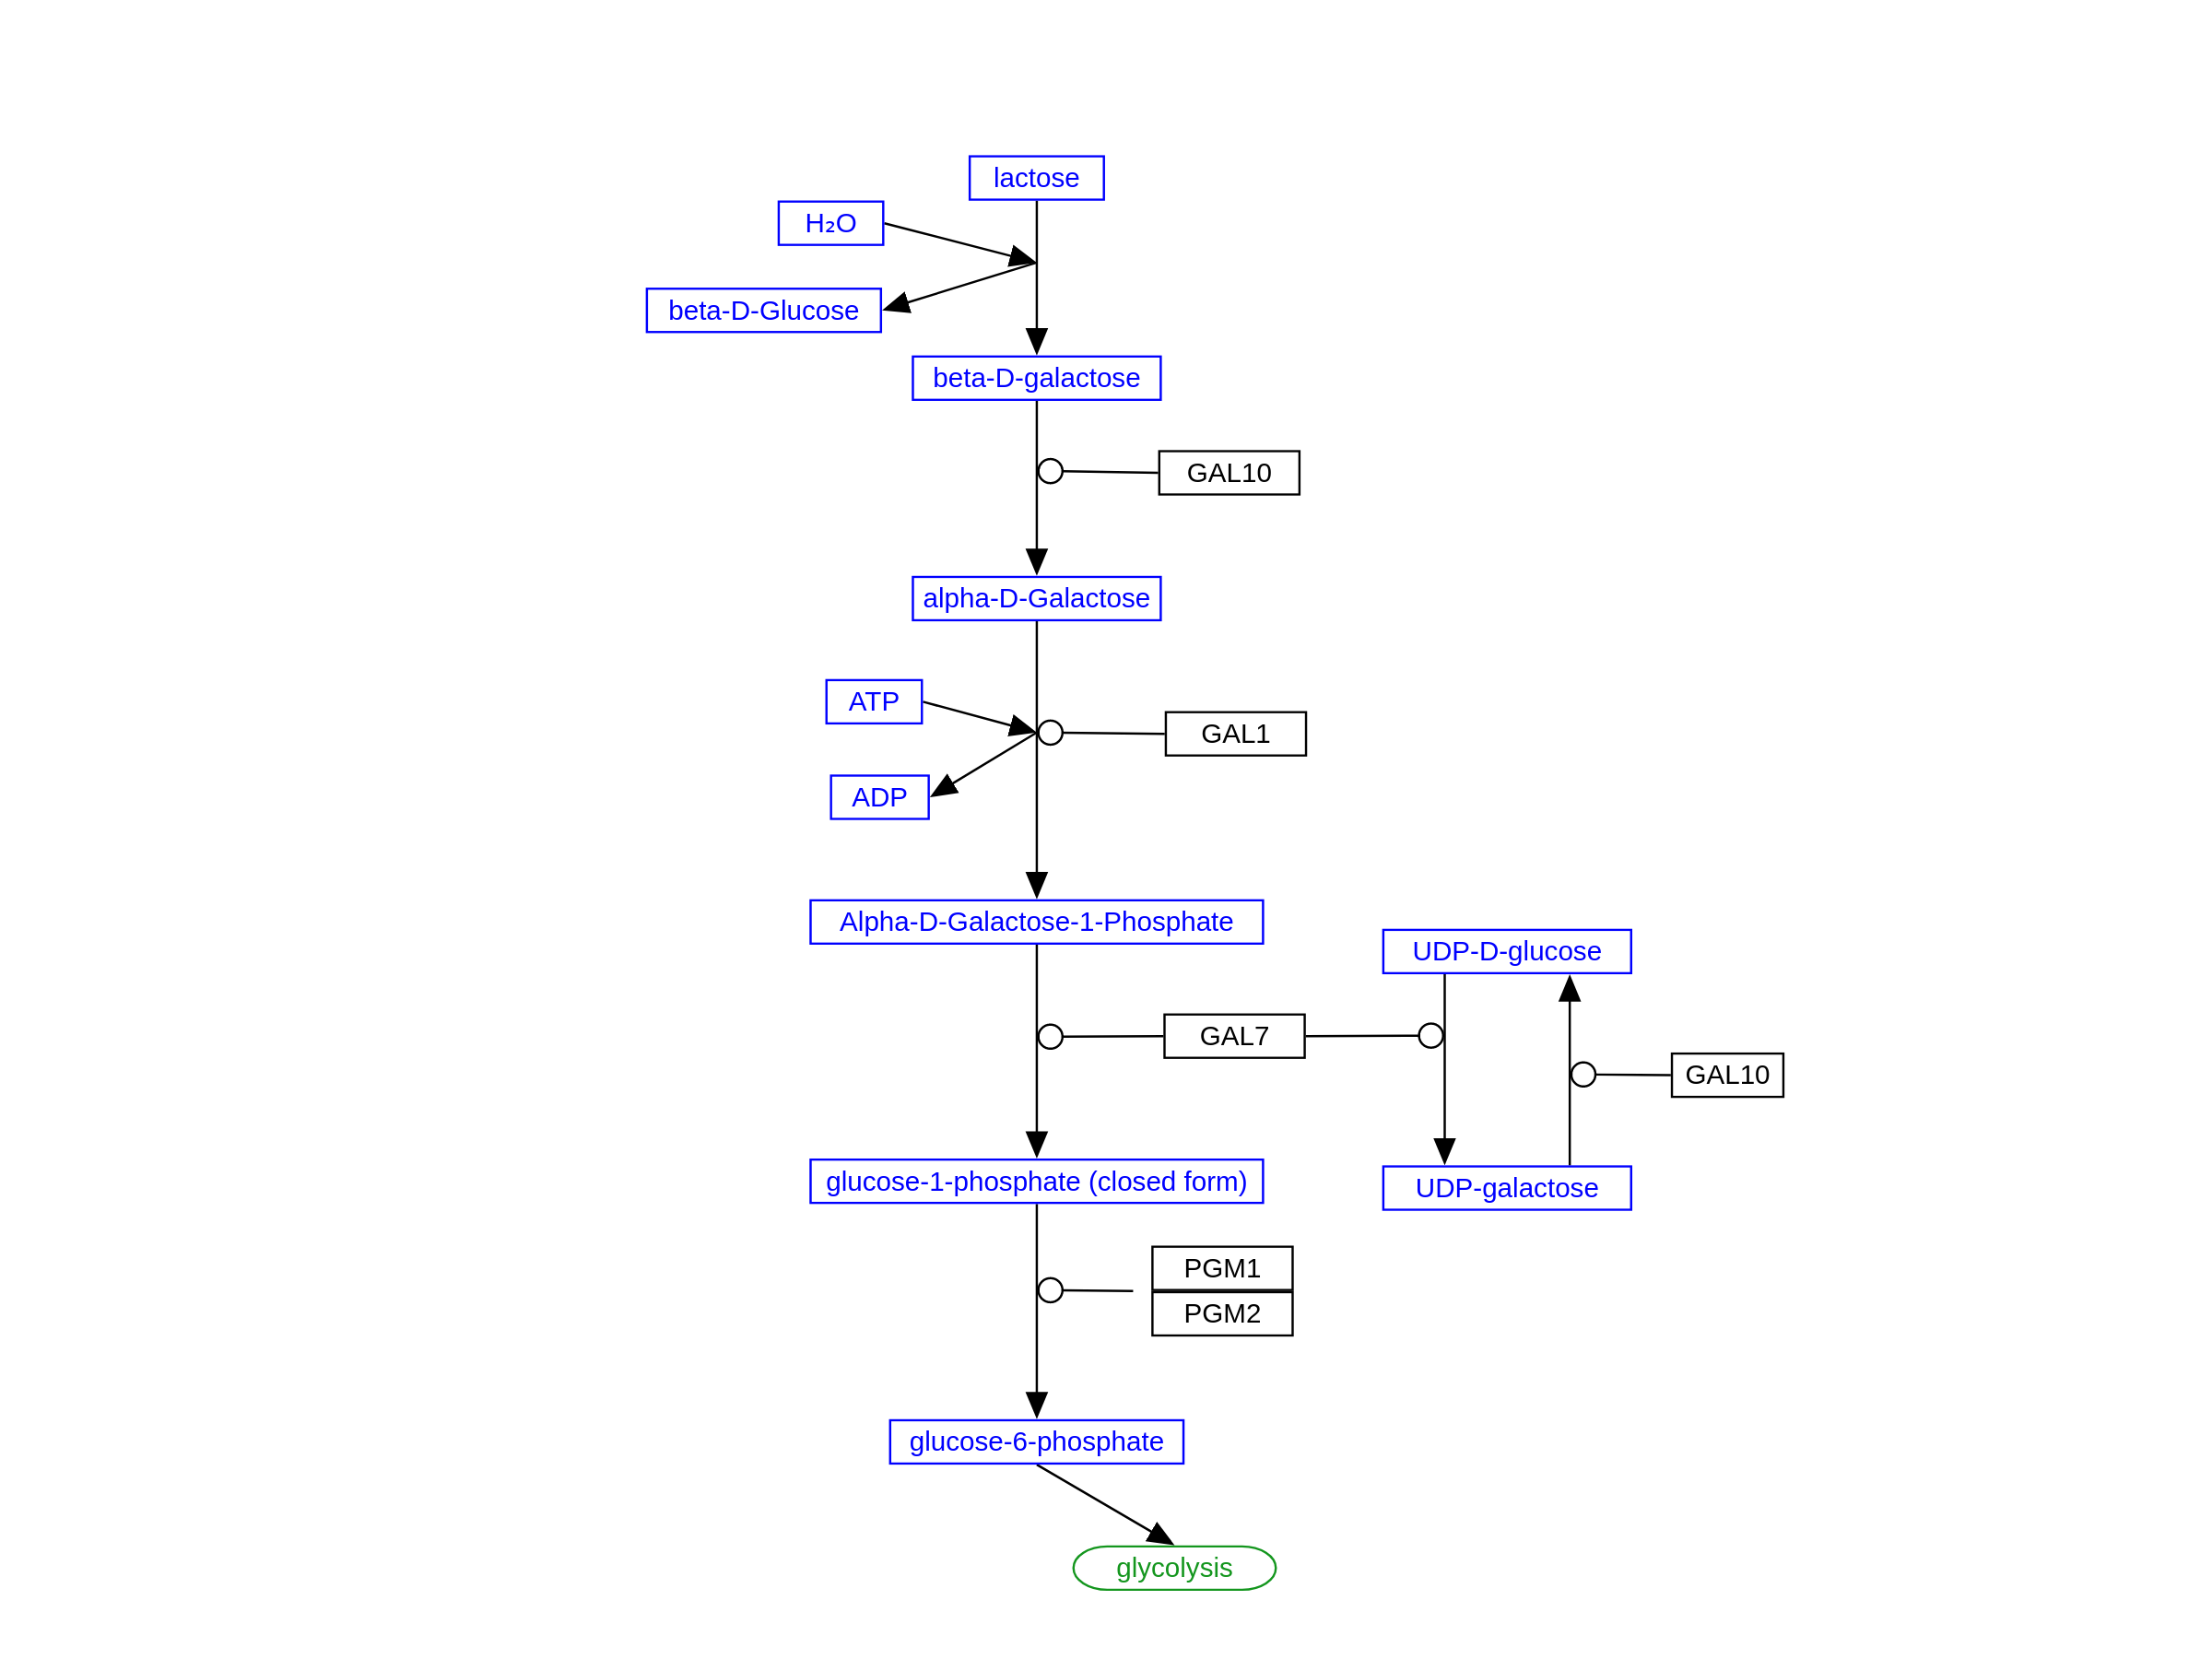 lactose
H₂O
beta-D-Glucose
beta-D-galactose
GAL10
alpha-D-Galactose
ATP
GAL1
ADP
Alpha-D-Galactose-1-Phosphate
UDP-D-glucose
GAL7
GAL10
glucose-1-phosphate (closed form)
UDP-galactose
PGM1
PGM2
glucose-6-phosphate
glycolysis